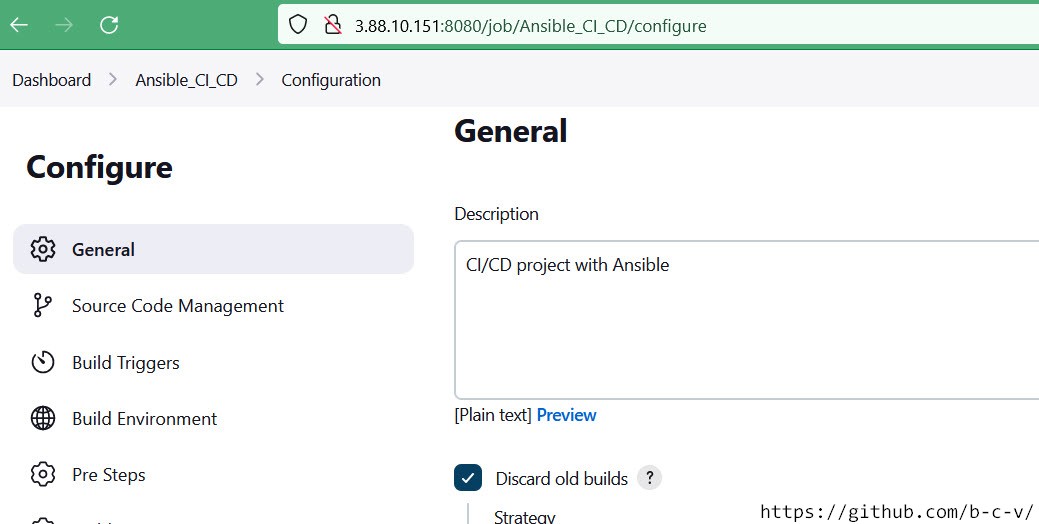 3.88.10.151:8080/job/Ansible_CI_CD/configure
Dashboard > Ansible_CI_CD > Configuration
Configure
General
Source Code Management
Build Triggers
Build Environment
Pre Steps
General
Description
CI/CD project with Ansible
[Plain text] Preview
Discard old builds ?
Strategy
https://github.com/b-c-v/